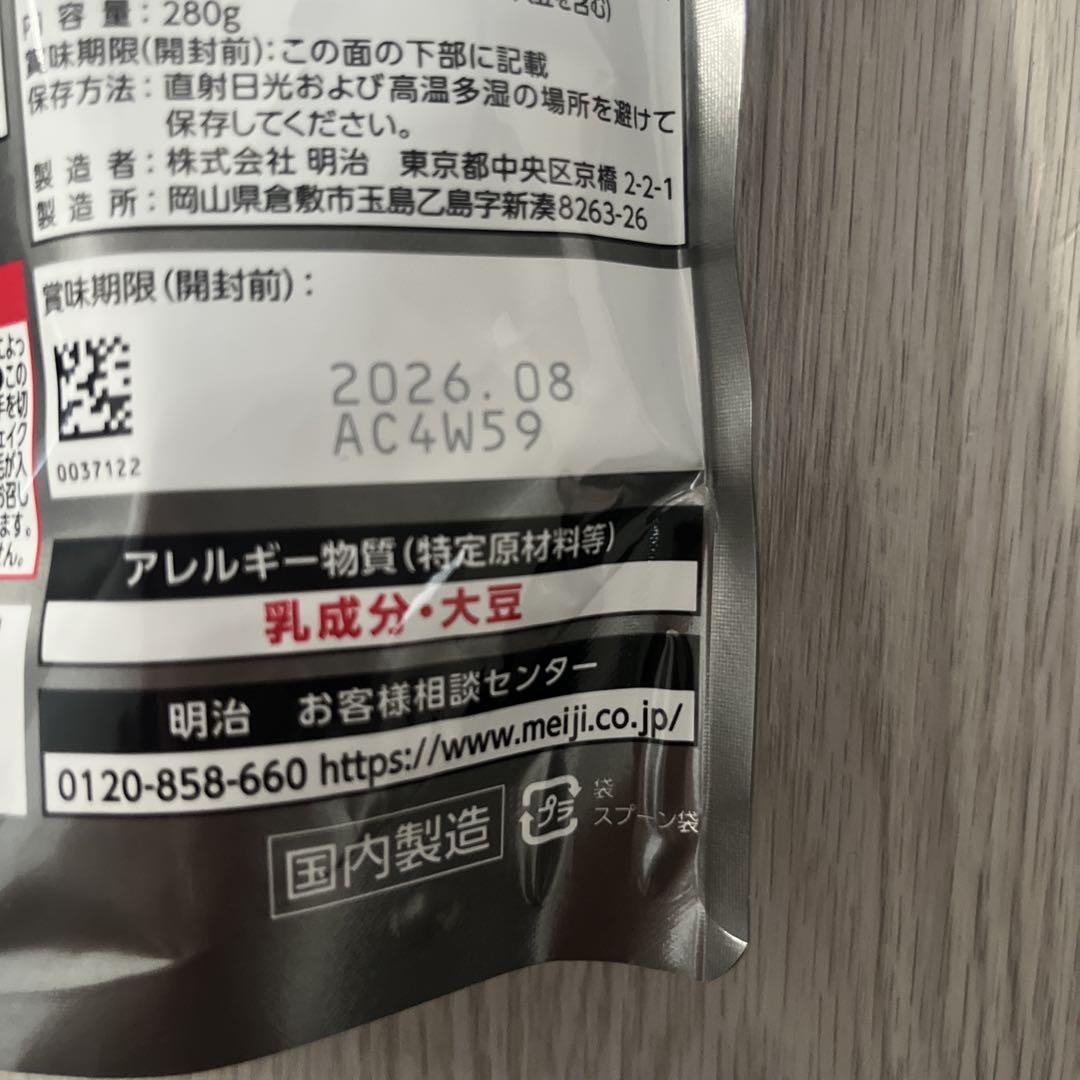 内 容 量：280g
賞味期限(開封前)：この面の下部に記載
保存方法：直射日光および高温多湿の場所を避けて
保存してください。
製 造 者：株式会社 明治　東京都中央区京橋 2-2-1
製 造 所：岡山県倉敷市玉島乙島字新湊8263-26
賞味期限(開封前)：
2026.08
AC4W59
0037122
アレルギー物質(特定原材料等)
乳成分・大豆
明治　お客様相談センター
0120-858-660 https://www.meiji.co.jp/
プラ
袋
スプーン袋
国内製造